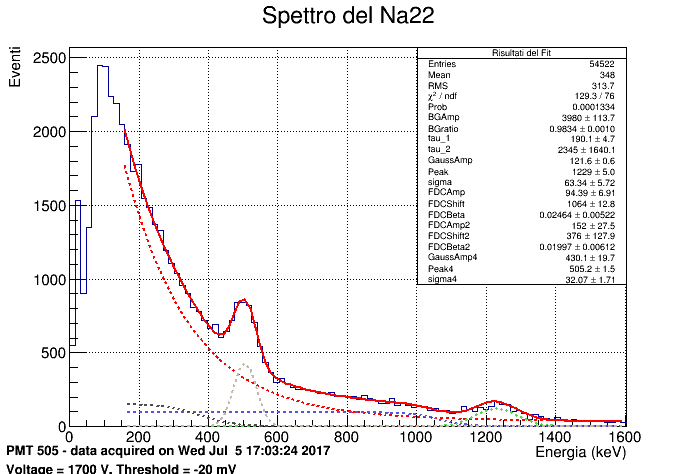 Spettro del Na22
Eventi
2500
2000
1500
1000
500
0
0 200 400 600 800 1000 1200 1400 1600
Energia (keV)
Risultati del Fit
Entries 54522
Mean 348
RMS 313.7
χ² / ndf 129.3 / 76
Prob 0.0001334
BGAmp 3980 ± 113.7
BGratio 0.9834 ± 0.0010
tau_1 190.1 ± 4.7
tau_2 2345 ± 1640.1
GaussAmp 121.6 ± 0.6
Peak 1229 ± 5.0
sigma 63.34 ± 5.72
FDCAmp 94.39 ± 6.91
FDCShift 1064 ± 12.8
FDCBeta 0.02464 ± 0.00522
FDCAmp2 152 ± 27.5
FDCShift2 376 ± 127.9
FDCBeta2 0.01997 ± 0.00612
GaussAmp4 430.1 ± 19.7
Peak4 505.2 ± 1.5
sigma4 32.07 ± 1.71
PMT 505 - data acquired on Wed Jul 5 17:03:24 2017
Voltage = 1700 V, Threshold = -20 mV